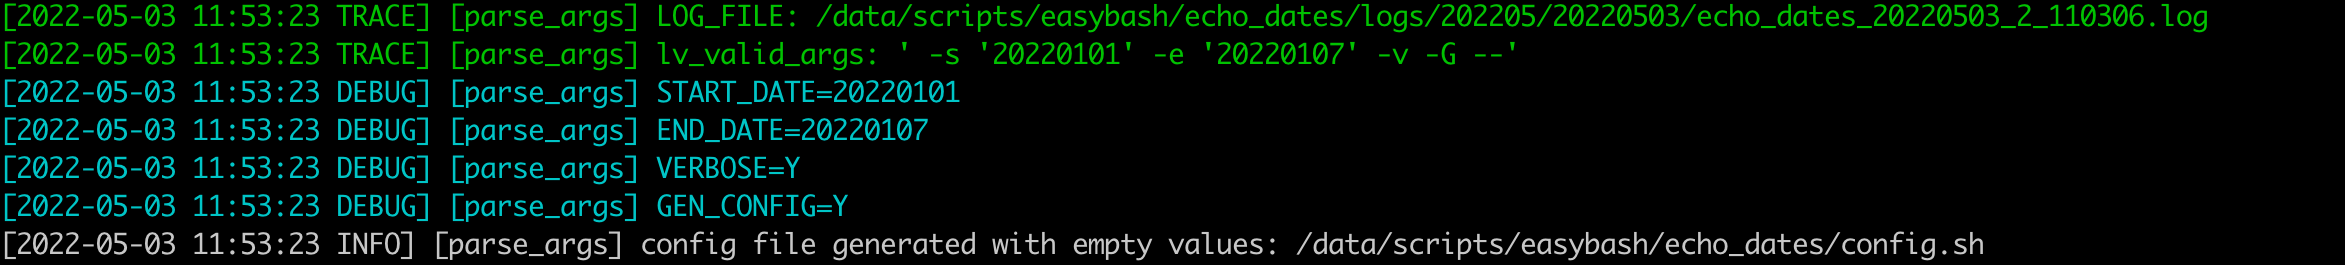 [2022-05-03 11:53:23 TRACE] [parse_args] LOG_FILE: /data/scripts/easybash/echo_dates/logs/202205/20220503/echo_dates_20220503_2_110306.log
[2022-05-03 11:53:23 TRACE] [parse_args] lv_valid_args: ' -s '20220101' -e '20220107' -v -G --'
[2022-05-03 11:53:23 DEBUG] [parse_args] START_DATE=20220101
[2022-05-03 11:53:23 DEBUG] [parse_args] END_DATE=20220107
[2022-05-03 11:53:23 DEBUG] [parse_args] VERBOSE=Y
[2022-05-03 11:53:23 DEBUG] [parse_args] GEN_CONFIG=Y
[2022-05-03 11:53:23 INFO] [parse_args] config file generated with empty values: /data/scripts/easybash/echo_dates/config.sh